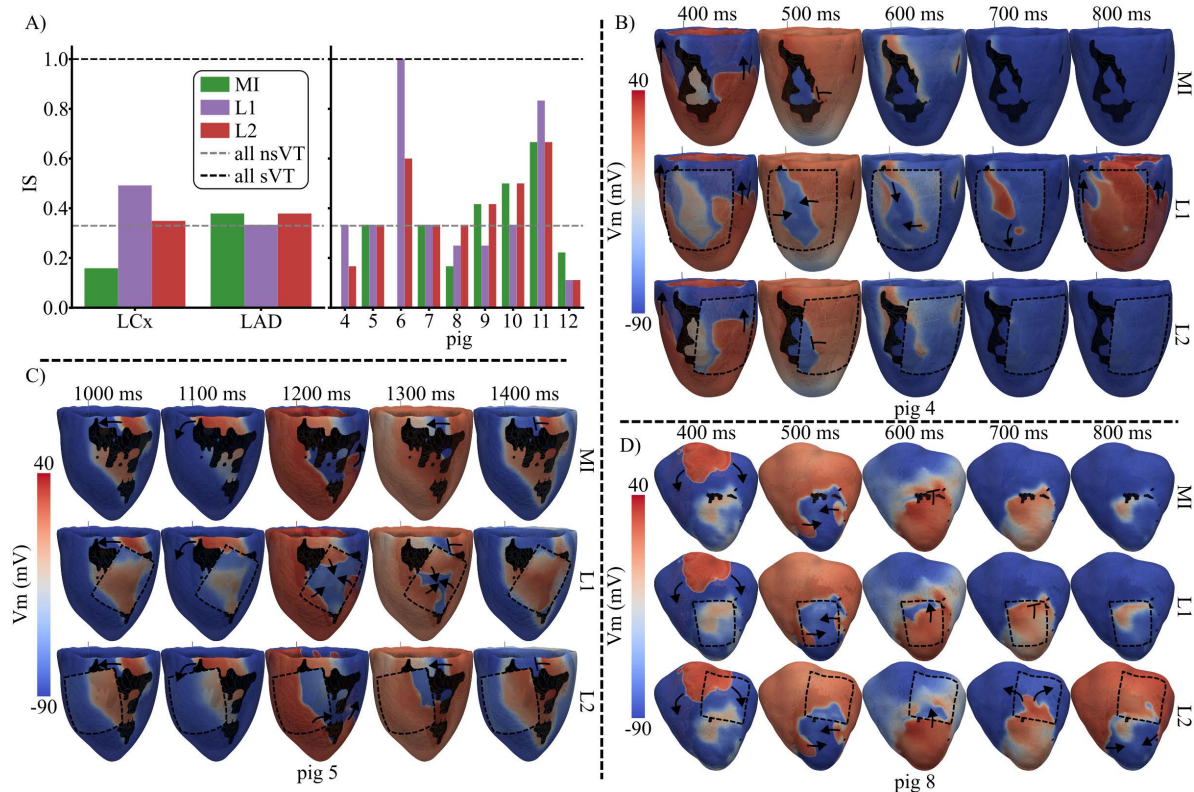 A)
1.0
0.8
0.6
0.4
0.2
0.0
IS
MI
L1
L2
all nsVT
all sVT
LCx LAD
4 5 6 7 8 9 10 11 12
pig
B)
400 ms 500 ms 600 ms 700 ms 800 ms
40
Vm (mV)
-90
MI
L1
L2
pig 4
C)
1000 ms 1100 ms 1200 ms 1300 ms 1400 ms
40
Vm (mV)
-90
MI
L1
L2
pig 5
D)
400 ms 500 ms 600 ms 700 ms 800 ms
40
Vm (mV)
-90
MI
L1
L2
pig 8